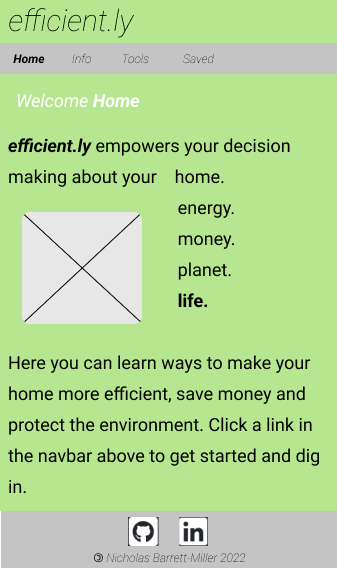 efficient.ly
Home Info Tools Saved
Welcome Home
efficient.ly empowers your decision
making about your home.
energy.
money.
planet.
life.
Here you can learn ways to make your
home more efficient, save money and
protect the environment. Click a link in
the navbar above to get started and dig
in.
in
🄯 Nicholas Barrett-Miller 2022